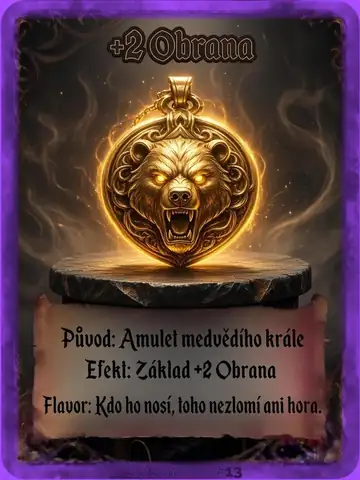 +2 Obrana
Původ: Amulet medvědího krále
Efekt: Základ +2 Obrana
Flavor: Kdo ho nosí, toho nezlomí ani hora.